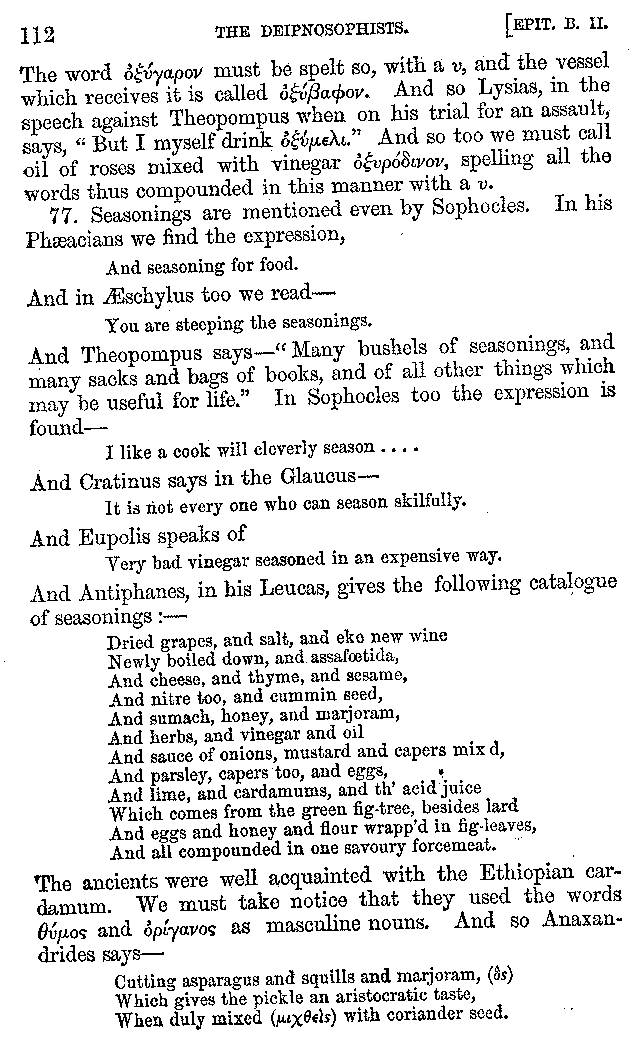 112 THE DEIPNOSOPHISTS. [EPIT. B. II.
The word ὀξύγαρον must be spelt so, with a υ, and the vessel
which receives it is called ὀξύβαφον. And so Lysias, in the
speech against Theopompus when on his trial for an assault,
says, “ But I myself drink ὀξύμελι.” And so too we must call
oil of roses mixed with vinegar ὀξυρόδινον, spelling all the
words thus compounded in this manner with a υ.
77. Seasonings are mentioned even by Sophocles. In his
Phæacians we find the expression,
And seasoning for food.
And in Æschylus too we read—
You are steeping the seasonings.
And Theopompus says—“ Many bushels of seasonings, and
many sacks and bags of books, and of all other things which
may be useful for life.” In Sophocles too the expression is
found—
I like a cook will cleverly season . . . .
And Cratinus says in the Glaucus—
It is not every one who can season skilfully.
And Eupolis speaks of
Very bad vinegar seasoned in an expensive way.
And Antiphanes, in his Leucas, gives the following catalogue
of seasonings :—
Dried grapes, and salt, and eke new wine
Newly boiled down, and assafœtida,
And cheese, and thyme, and sesame,
And nitre too, and cummin seed,
And sumach, honey, and marjoram,
And herbs, and vinegar and oil
And sauce of onions, mustard and capers mix d,
And parsley, capers too, and eggs,
And lime, and cardamums, and th’ acid juice
Which comes from the green fig-tree, besides lard
And eggs and honey and flour wrapp’d in fig-leaves,
And all compounded in one savoury forcemeat.
The ancients were well acquainted with the Ethiopian car-
damum. We must take notice that they used the words
θύμος and ὀρίγανος as masculine nouns. And so Anaxan-
drides says—
Cutting asparagus and squills and marjoram, (ὃς)
Which gives the pickle an aristocratic taste,
When duly mixed (μιχθεὶς) with coriander seed.